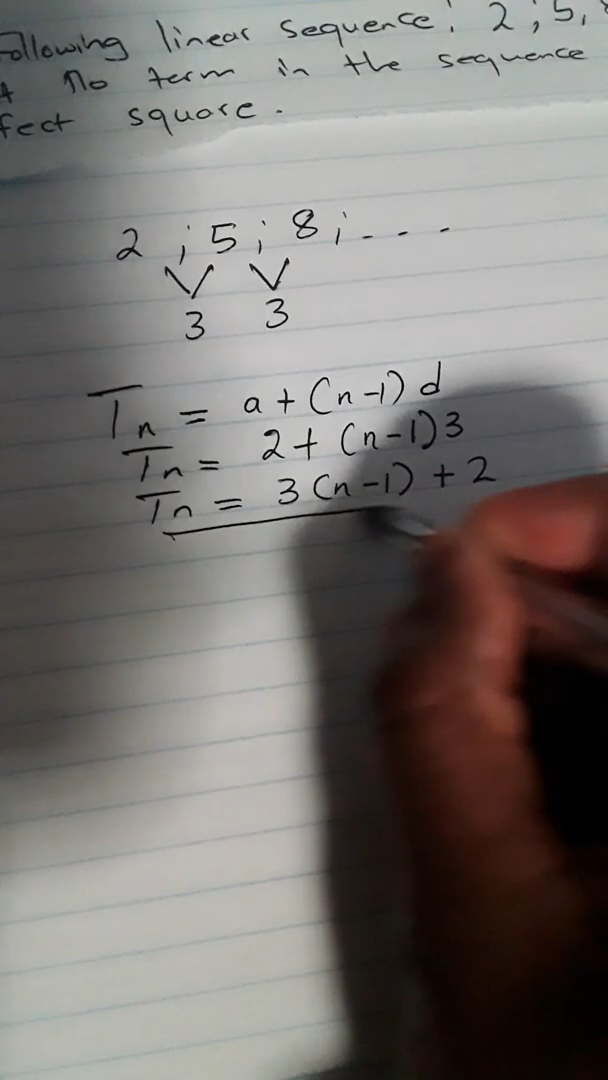 following linear sequence: 2 ; 5 ;
no term in the sequence
fect square.
2 ; 5 ; 8 ; . . .
3 3
Tn = a + (n-1) d
Tn = 2 + (n-1)3
Tn = 3 (n-1) + 2